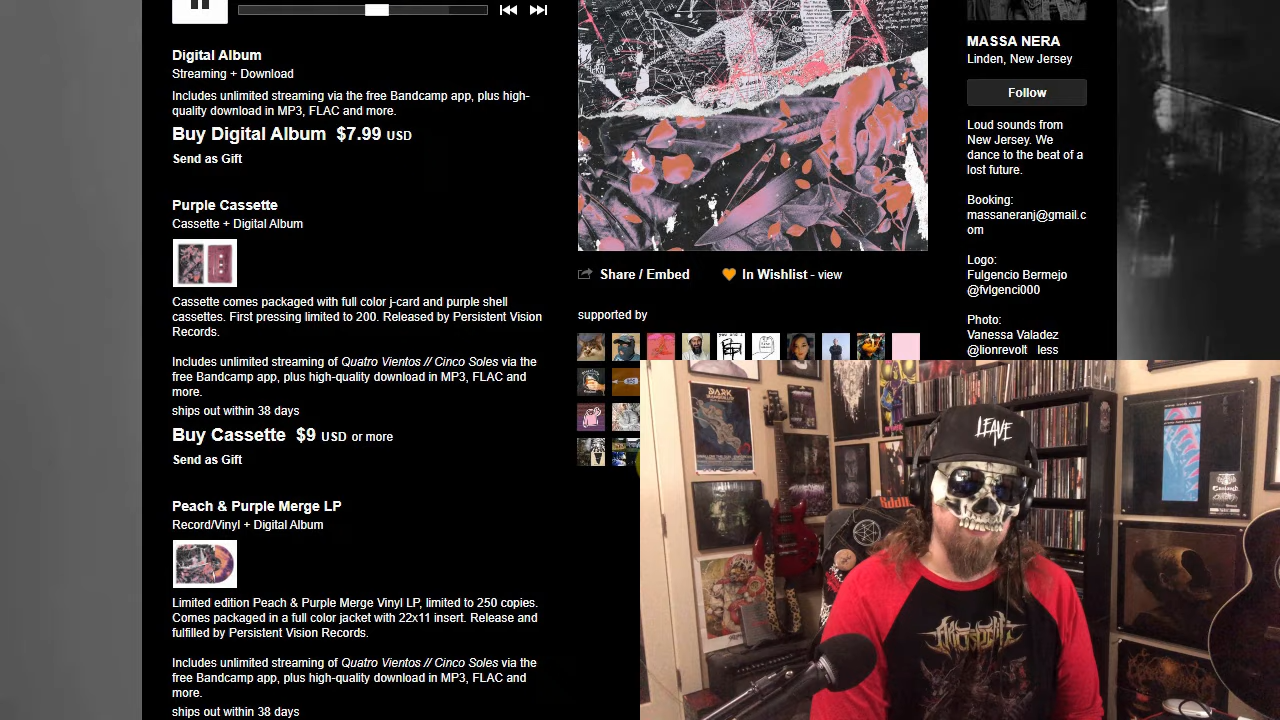 Digital Album
Streaming + Download
Includes unlimited streaming via the free Bandcamp app, plus high-
quality download in MP3, FLAC and more.
Buy Digital Album $7.99 USD
Send as Gift
Purple Cassette
Cassette + Digital Album
Cassette comes packaged with full color j-card and purple shell
cassettes. First pressing limited to 200. Released by Persistent Vision
Records.
Includes unlimited streaming of Quatro Vientos // Cinco Soles via the
free Bandcamp app, plus high-quality download in MP3, FLAC and
more.
ships out within 38 days
Buy Cassette $9 USD or more
Send as Gift
Peach & Purple Merge LP
Record/Vinyl + Digital Album
Limited edition Peach & Purple Merge Vinyl LP, limited to 250 copies.
Comes packaged in a full color jacket with 22x11 insert. Release and
fulfilled by Persistent Vision Records.
Includes unlimited streaming of Quatro Vientos // Cinco Soles via the
free Bandcamp app, plus high-quality download in MP3, FLAC and
more.
ships out within 38 days
Share / Embed
In Wishlist - view
supported by
MASSA NERA
Linden, New Jersey
Follow
Loud sounds from
New Jersey. We
dance to the beat of a
lost future.
Booking:
massaneranj@gmail.c
om
Logo:
Fulgencio Bermejo
@fvlgenci000
Photo:
Vanessa Valadez
@lionrevolt_less
LEAVE
DARK